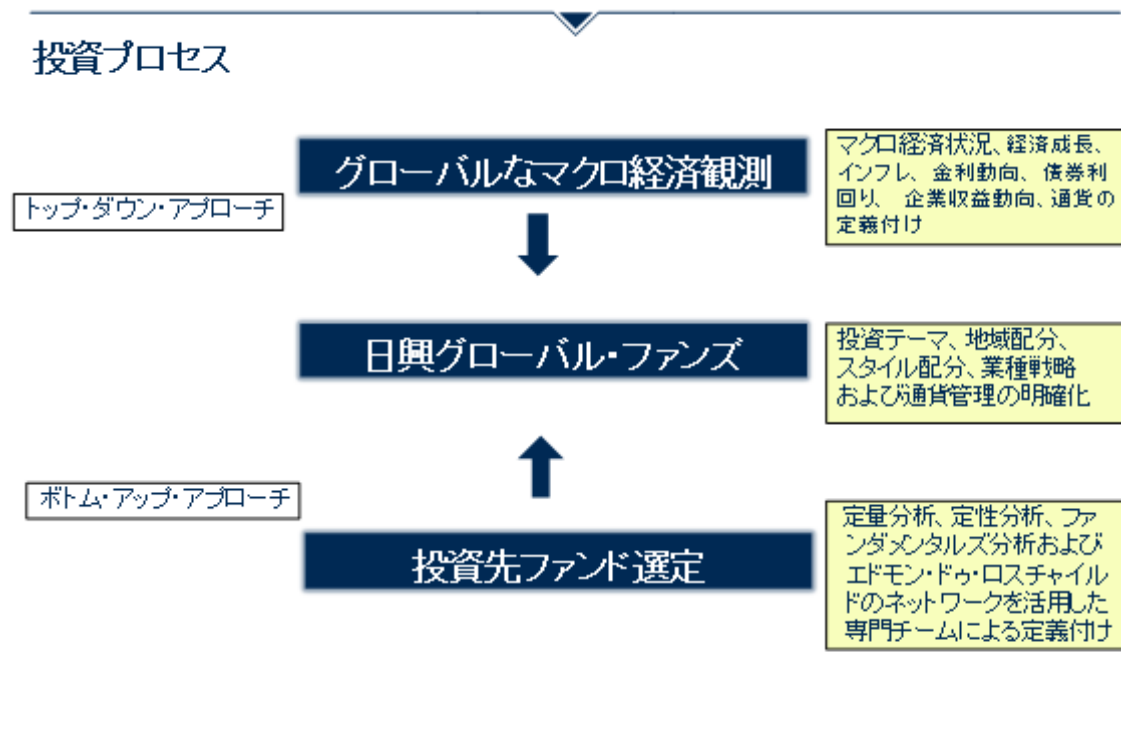 投資プロセス
グローバルなマクロ経済観測
マクロ経済状況、経済成長、
インフレ、金利動向、債券利
回り、 企業収益動向、通貨の
定義付け
トップ・ダウン・アプローチ
日興グローバル・ファンズ
投資テーマ、地域配分、
スタイル配分、業種戦略
および通貨管理の明確化
ボトム・アップ・アプローチ
投資先ファンド選定
定量分析、定性分析、ファ
ンダメンタルズ分析および
エドモン・ドゥ・ロスチャイル
ドのネットワークを活用した
専門チームによる定義付け